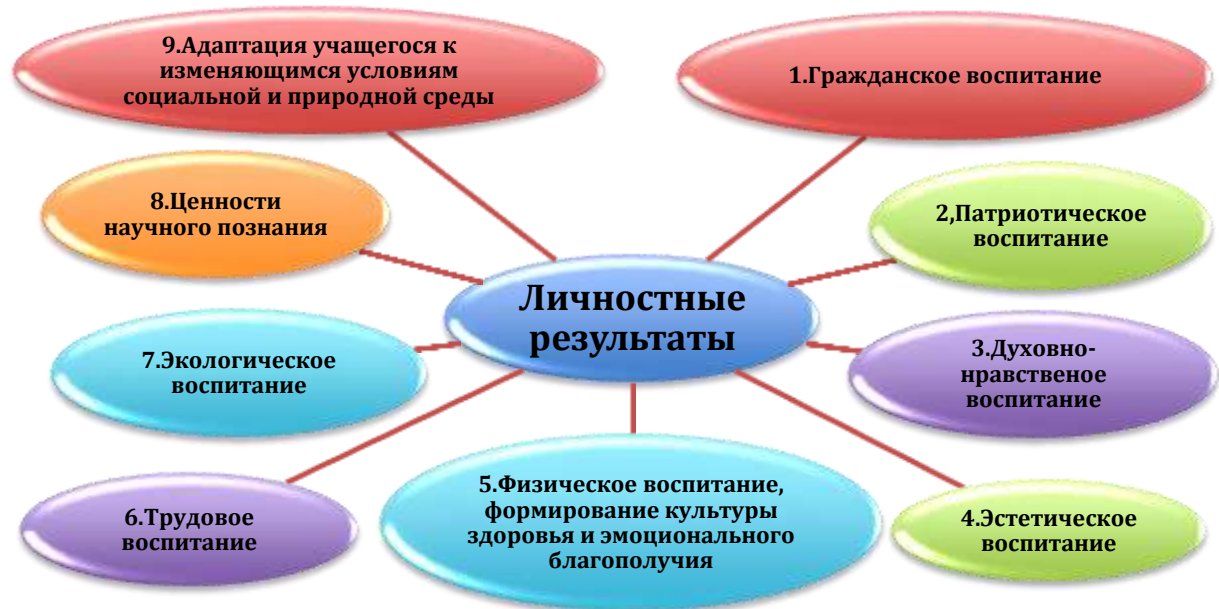 9.Адаптация учащегося к
изменяющимся условиям
социальной и природной среды
1.Гражданское воспитание
8.Ценности
научного познания
2,Патриотическое
воспитание
Личностные
результаты
7.Экологическое
воспитание
3.Духовно-
нравственое
воспитание
6.Трудовое
воспитание
5.Физическое воспитание,
формирование культуры
здоровья и эмоционального
благополучия
4.Эстетическое
воспитание